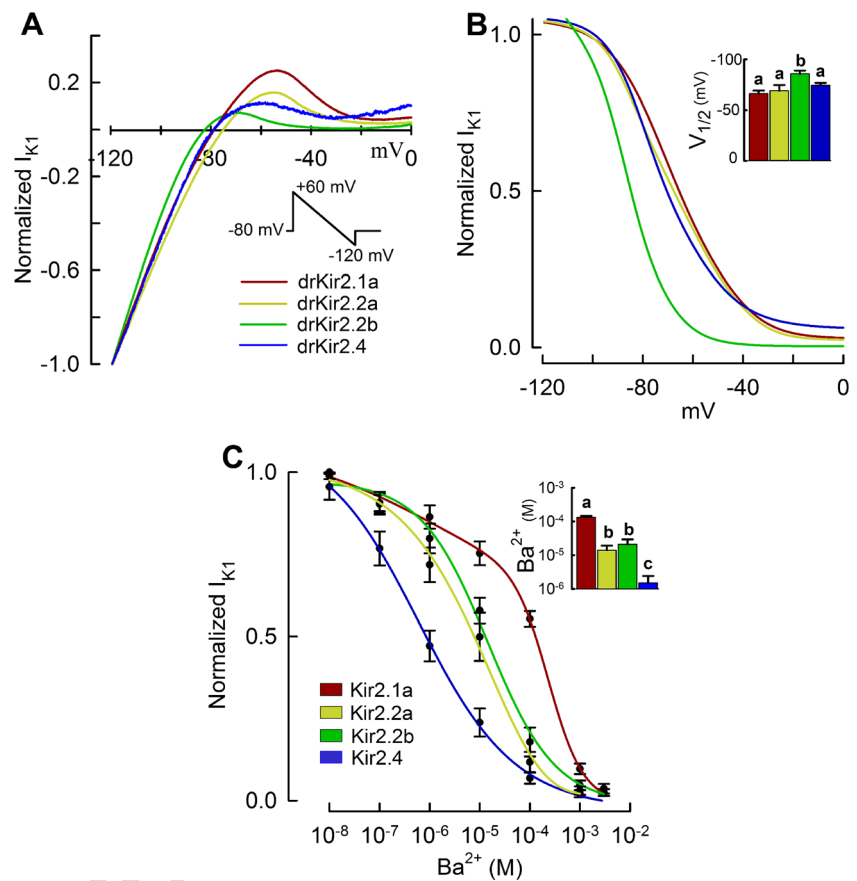 A
Normalized I_K1
0.2
-0.2
-0.4
-0.6
-1.0
-120
-80
-40
0
mV
+60 mV
-80 mV
-120 mV
drKir2.1a
drKir2.2a
drKir2.2b
drKir2.4
B
Normalized I_K1
1.0
0.5
0.0
-120
-80
-40
0
mV
V_1/2 (mV)
-100
-50
0
a
a
b
a
C
Normalized I_K1
1.0
0.5
0.0
10⁻⁸
10⁻⁷
10⁻⁶
10⁻⁵
10⁻⁴
10⁻³
10⁻²
Ba²⁺ (M)
Kir2.1a
Kir2.2a
Kir2.2b
Kir2.4
Ba²⁺ (M)
10⁻³
10⁻⁴
10⁻⁵
10⁻⁶
a
b
b
c